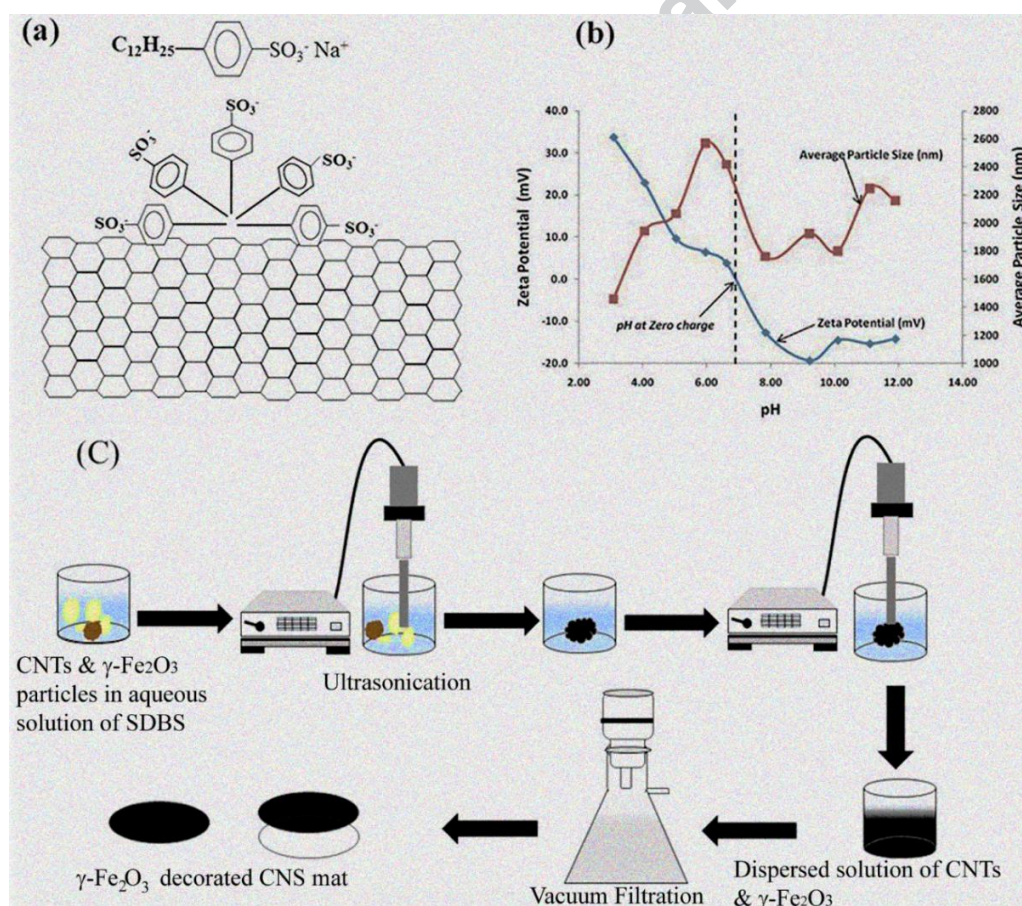 (a)
C₁₂H₂₅
SO₃⁻ Na⁺
SO₃⁻
SO₃⁻
SO₃⁻
SO₃⁻
SO₃⁻
(b)
40.0
30.0
20.0
10.0
0.0
-10.0
-20.0
Zeta Potential (mV)
2800
2600
2400
2200
2000
1800
1600
1400
1200
1000
Average Particle Size (nm)
Average Particle Size (nm)
pH at Zero charge
Zeta Potential (mV)
2.00 4.00 6.00 8.00 10.00 12.00 14.00
pH
(C)
CNTs & γ-Fe₂O₃
particles in aqueous
solution of SDBS
Ultrasonication
Dispersed solution of CNTs
& γ-Fe₂O₃
Vacuum Filtration
γ-Fe₂O₃ decorated CNS mat